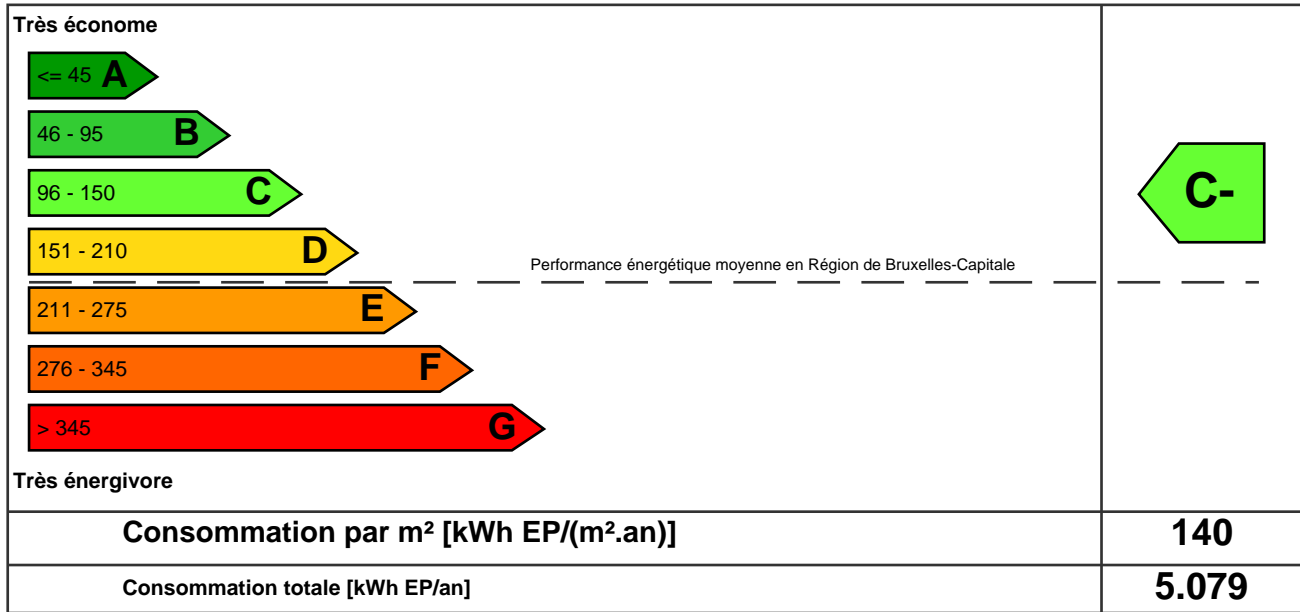 Très économe
<= 45 A
46 - 95 B
96 - 150 C
C-
151 - 210 D
Performance énergétique moyenne en Région de Bruxelles-Capitale
211 - 275 E
276 - 345 F
> 345 G
Très énergivore
Consommation par m² [kWh EP/(m².an)] 140
Consommation totale [kWh EP/an] 5.079